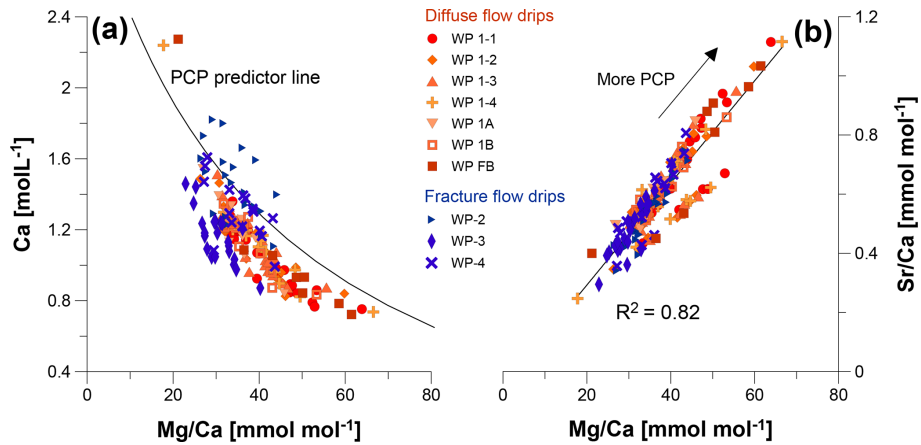 (a)
PCP predictor line
2.4
2
1.6
1.2
0.8
0.4
Ca [molL⁻¹]
0
20
40
60
80
Mg/Ca [mmol mol⁻¹]
Diffuse flow drips
WP 1-1
WP 1-2
WP 1-3
WP 1-4
WP 1A
WP 1B
WP FB
Fracture flow drips
WP-2
WP-3
WP-4
(b)
More PCP
R² = 0.82
1.2
0.8
0.4
0
Sr/Ca [mmol mol⁻¹]
0
20
40
60
80
Mg/Ca [mmol mol⁻¹]